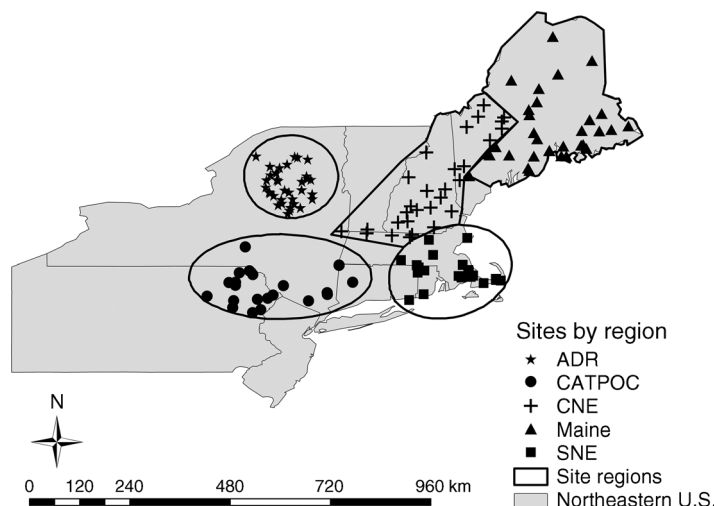 Sites by region
ADR
CATPOC
CNE
Maine
SNE
Site regions
Northeastern U.S.
N
0 120 240 480 720 960 km